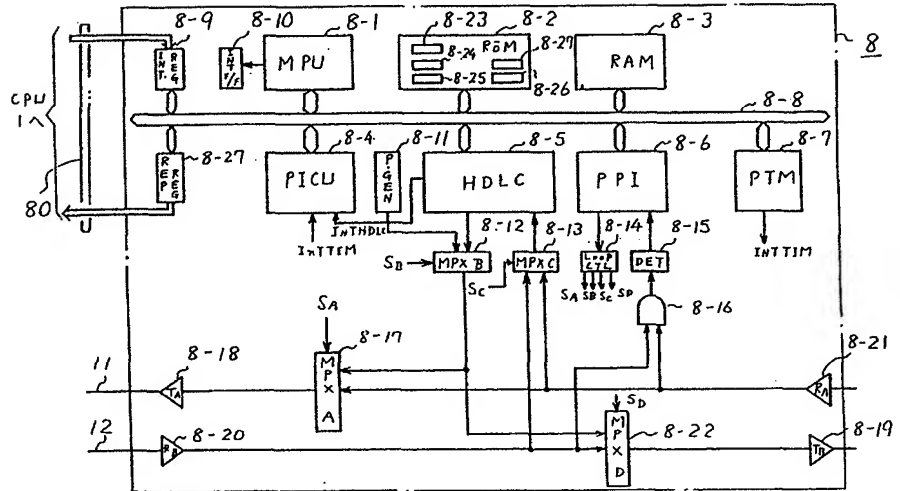 8-9 8-10 8-1 8-23 8-2 8-3
8
INT. REG
INT F/F
MPU
8-24
8-25
ROM
8-27
8-26
RAM
CPU
1へ
80
8-8
8-27 8-4 8-11 8-5 8-6 8-7
REP REG
PICU
P.GEN
HDLC
PPI
PTM
INTTIM
INTHDLC
8-12 8-13 8-14 8-15
INTTIM
SB
MPX B
SC
MPX C
LOOP CTL
DET
SA SB SC SD
8-16
SA
8-17
11
8-18
TA
MPX A
8-21
RA
12
8-20
RB
SD
MPX D
8-22
8-19
TB